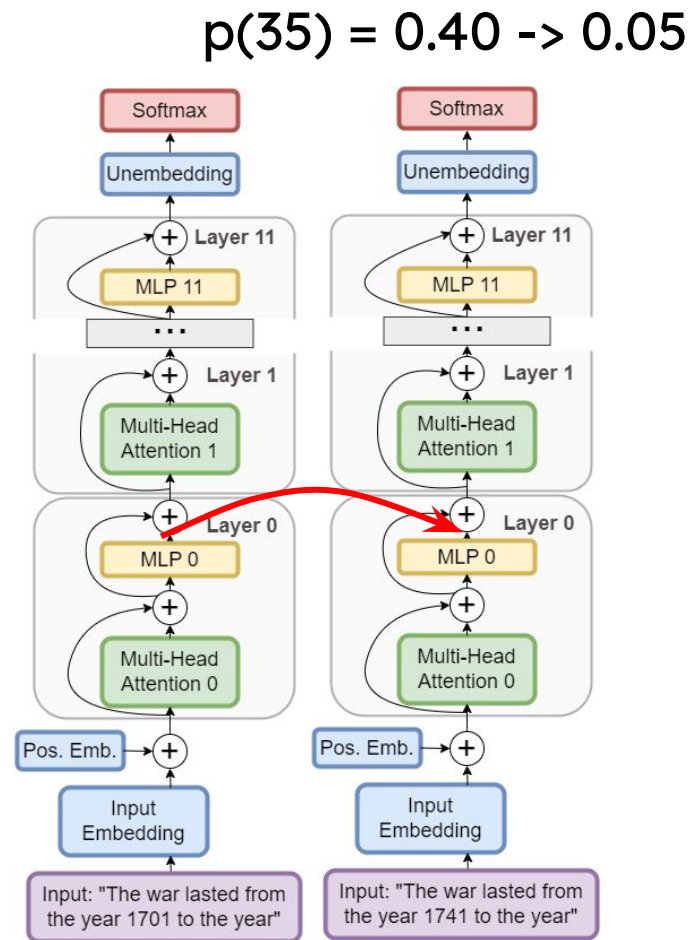 p(35) = 0.40 -> 0.05
Softmax
Unembedding
Layer 11
MLP 11
...
Layer 1
Multi-Head
Attention 1
Layer 0
MLP 0
Multi-Head
Attention 0
Pos. Emb.
Input
Embedding
Input: "The war lasted from
the year 1701 to the year"
Softmax
Unembedding
Layer 11
MLP 11
...
Layer 1
Multi-Head
Attention 1
Layer 0
MLP 0
Multi-Head
Attention 0
Pos. Emb.
Input
Embedding
Input: "The war lasted from
the year 1741 to the year"